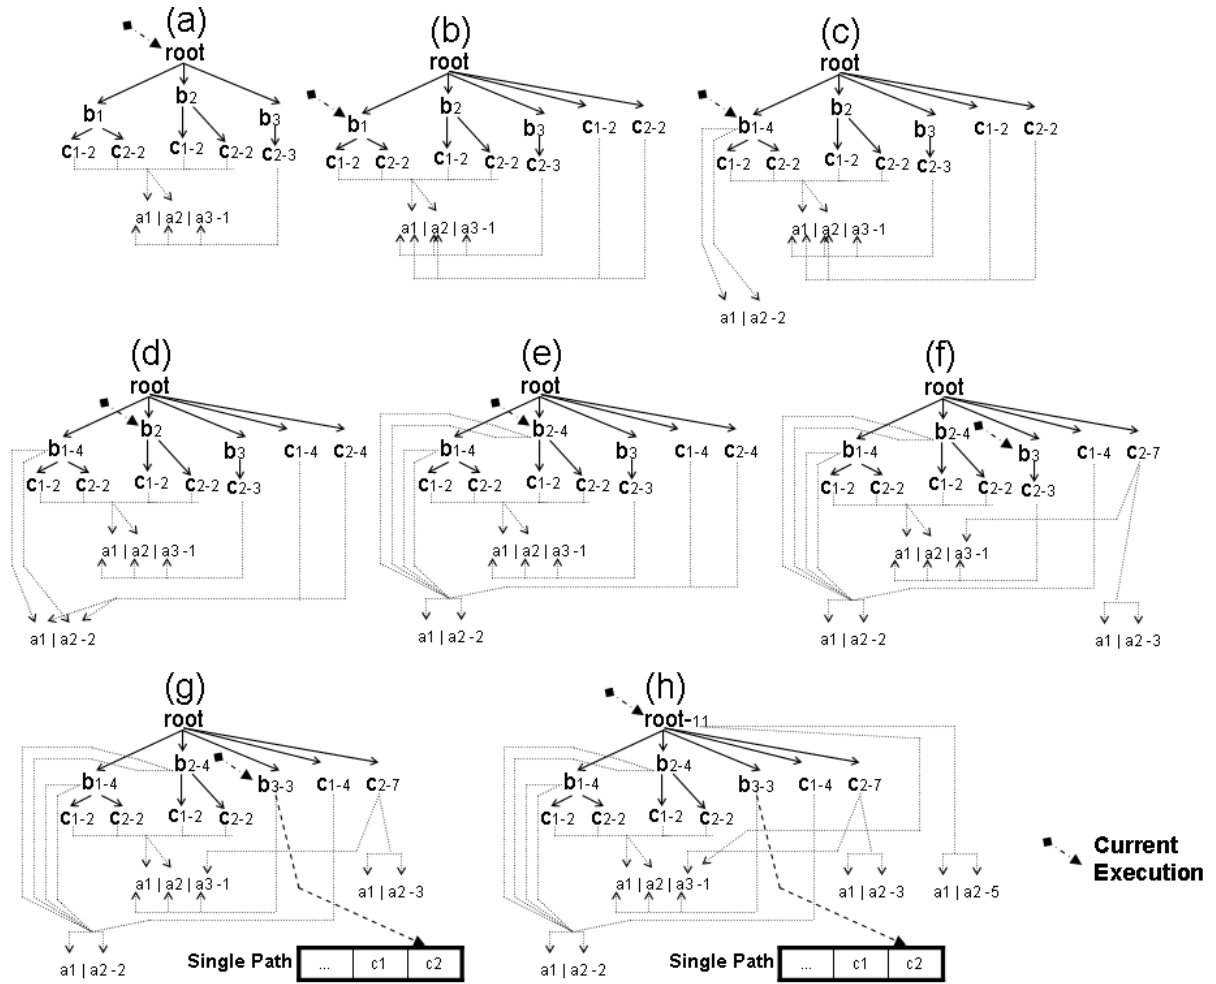 (a) (b) (c)
root root root
b1 b2 b3 b1 b2 b3 C1-2 C2-2 b1-4 b2 b3 C1-2 C2-2
C1-2 C2-2 C1-2 C2-2 C2-3 C1-2 C2-2 C1-2 C2-2 C2-3 C1-2 C2-2 C1-2 C2-2 C2-3
a1 | a2 | a3 -1 a1 | a2 | a3 -1 a1 | a2 | a3 -1
a1 | a2 -2
(d) (e) (f)
root root root
b1-4 b2 b3 C1-4 C2-4 b1-4 b2-4 b3 C1-4 C2-4 b1-4 b2-4 b3 C1-4 C2-7
C1-2 C2-2 C1-2 C2-2 C2-3 C1-2 C2-2 C1-2 C2-2 C2-3 C1-2 C2-2 C1-2 C2-2 C2-3
a1 | a2 | a3 -1 a1 | a2 | a3 -1 a1 | a2 | a3 -1
a1 | a2 -2 a1 | a2 -2 a1 | a2 -2 a1 | a2 -3
(g) (h)
root root-11
b1-4 b2-4 b3-3 C1-4 C2-7 b1-4 b2-4 b3-3 C1-4 C2-7
C1-2 C2-2 C1-2 C2-2 C1-2 C2-2 C1-2 C2-2
Current
Execution
a1 | a2 | a3 -1 a1 | a2 -3 a1 | a2 | a3 -1 a1 | a2 -3 a1 | a2 -5
Single Path ... c1 c2 Single Path ... c1 c2
a1 | a2 -2 a1 | a2 -2